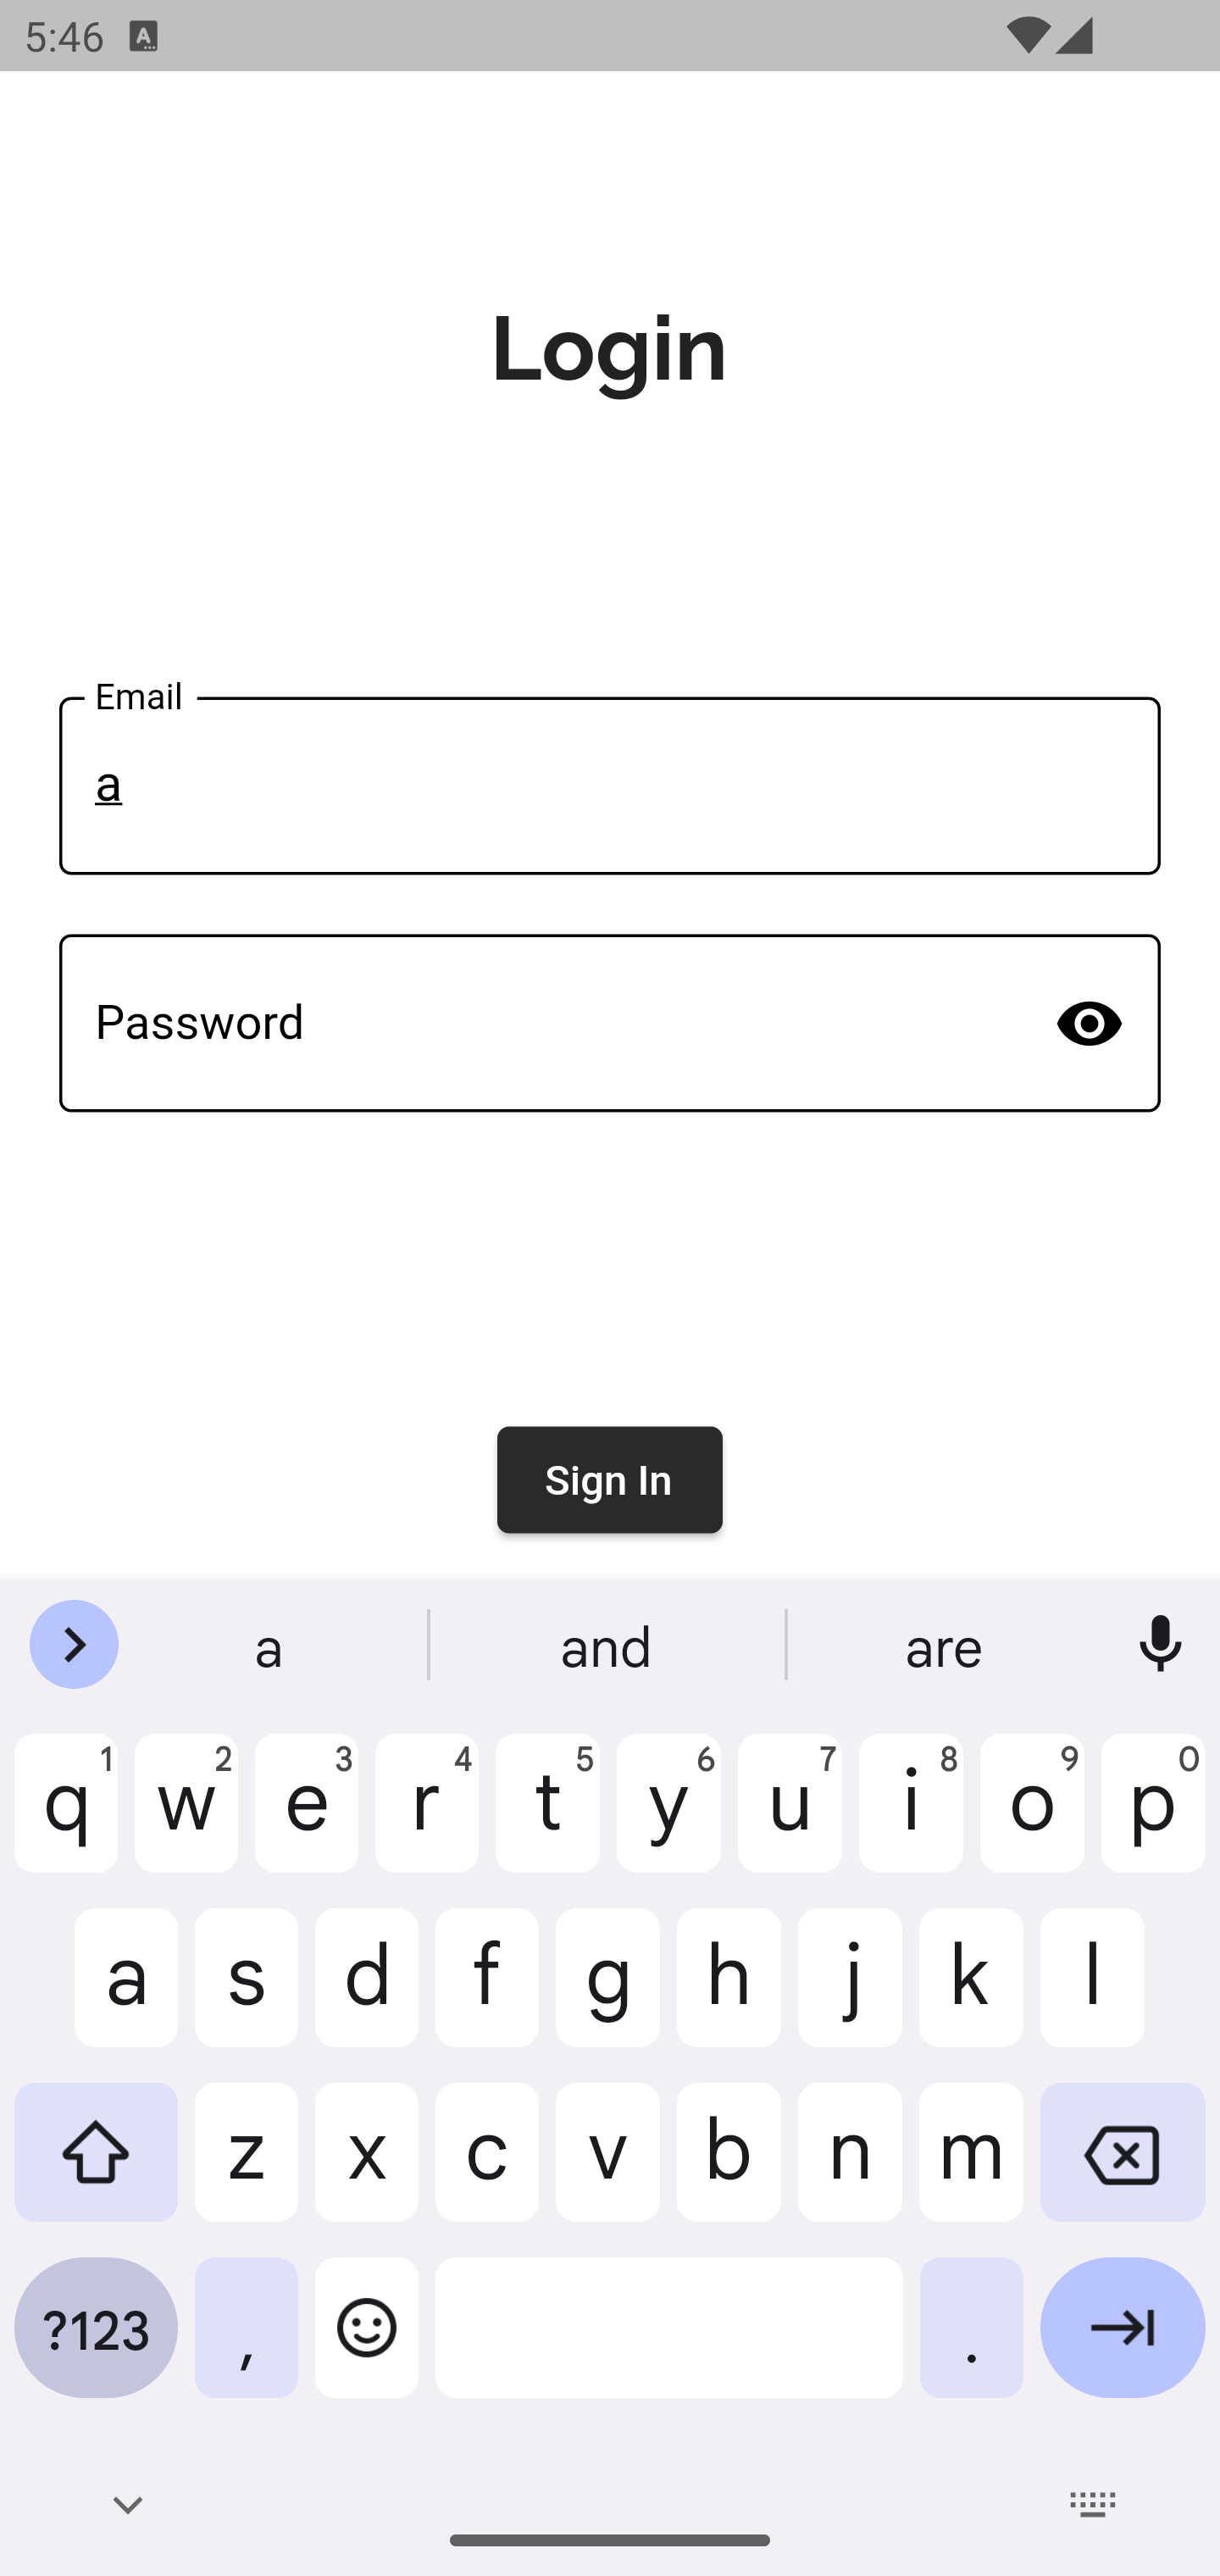 5:46
Login
Email
a
Password
Sign In
a and are
1 2 3 4 5 6 7 8 9 0
q w e r t y u i o p
a s d f g h j k l
z x c v b n m
?123 , .